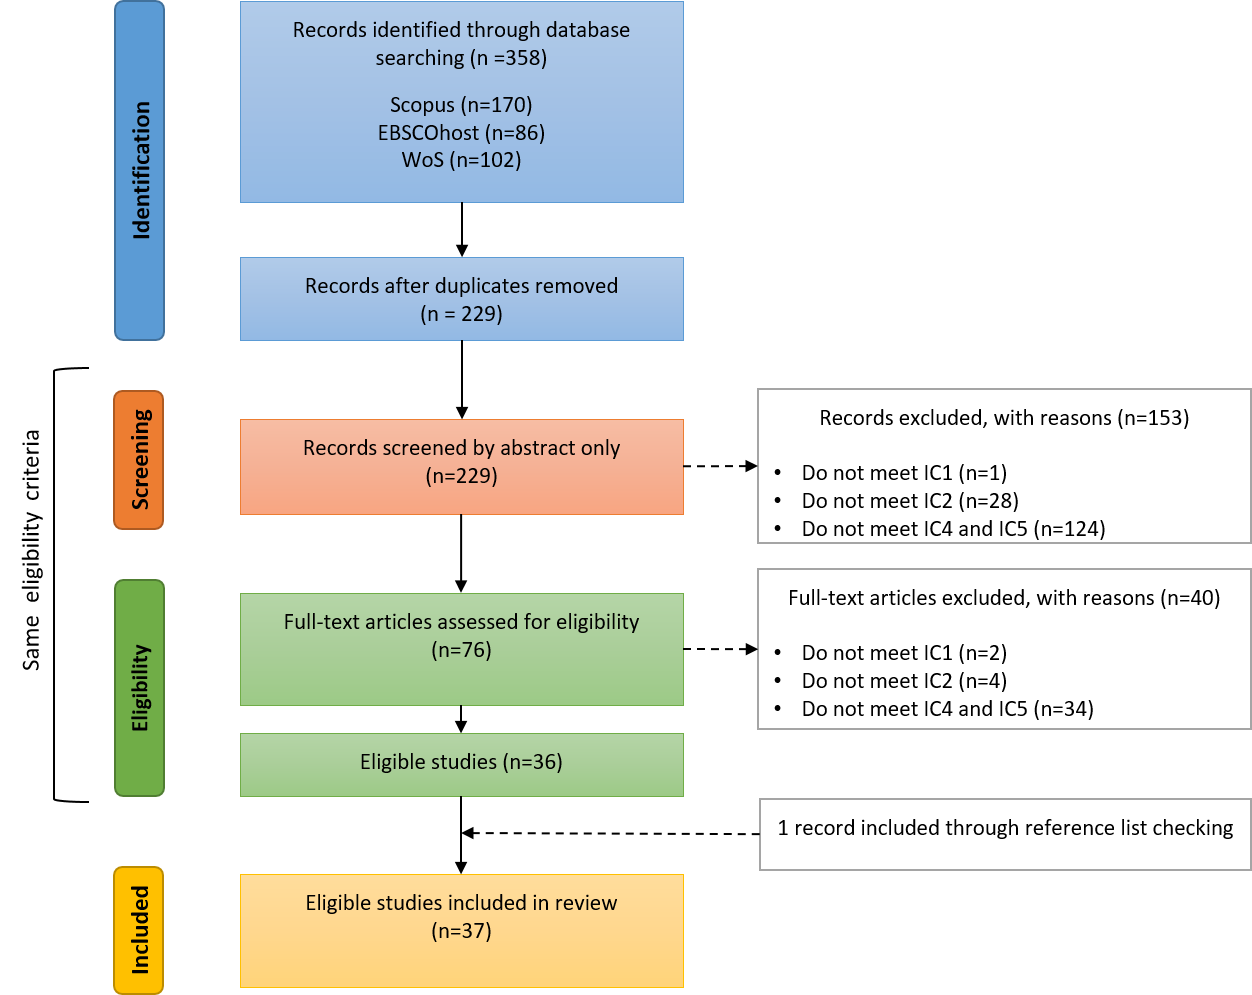 Identification
Records identified through database
searching (n =358)
Scopus (n=170)
EBSCOhost (n=86)
WoS (n=102)
Records after duplicates removed
(n = 229)
Same eligibility criteria
Screening
Records screened by abstract only
(n=229)
Records excluded, with reasons (n=153)
• Do not meet IC1 (n=1)
• Do not meet IC2 (n=28)
• Do not meet IC4 and IC5 (n=124)
Eligibility
Full-text articles assessed for eligibility
(n=76)
Full-text articles excluded, with reasons (n=40)
• Do not meet IC1 (n=2)
• Do not meet IC2 (n=4)
• Do not meet IC4 and IC5 (n=34)
Eligible studies (n=36)
1 record included through reference list checking
Included
Eligible studies included in review
(n=37)